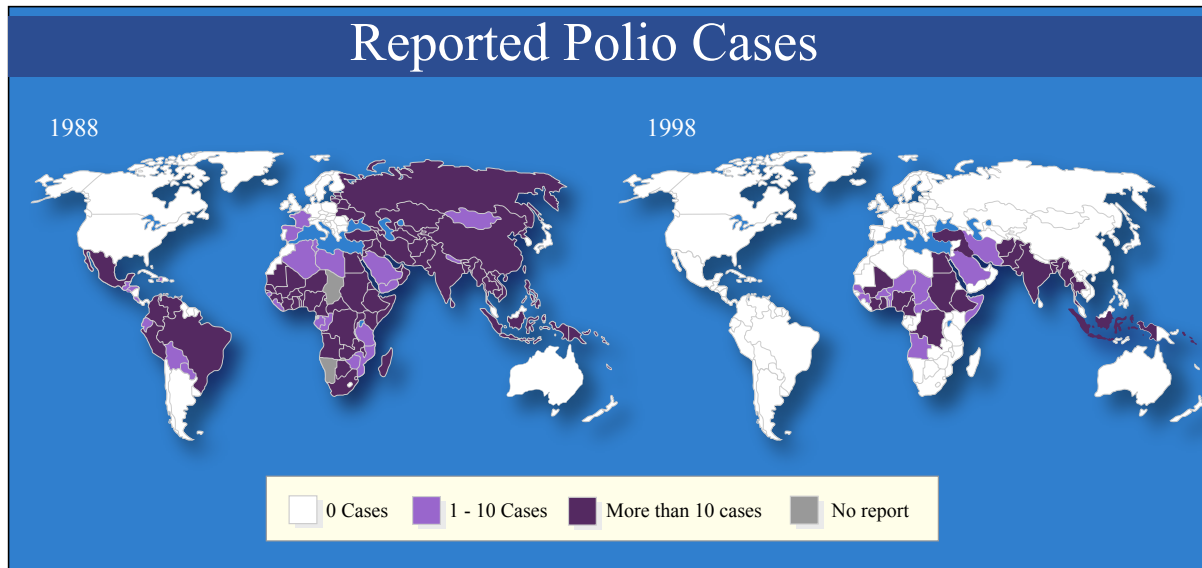 Reported Polio Cases
1988
1998
0 Cases
1 - 10 Cases
More than 10 cases
No report